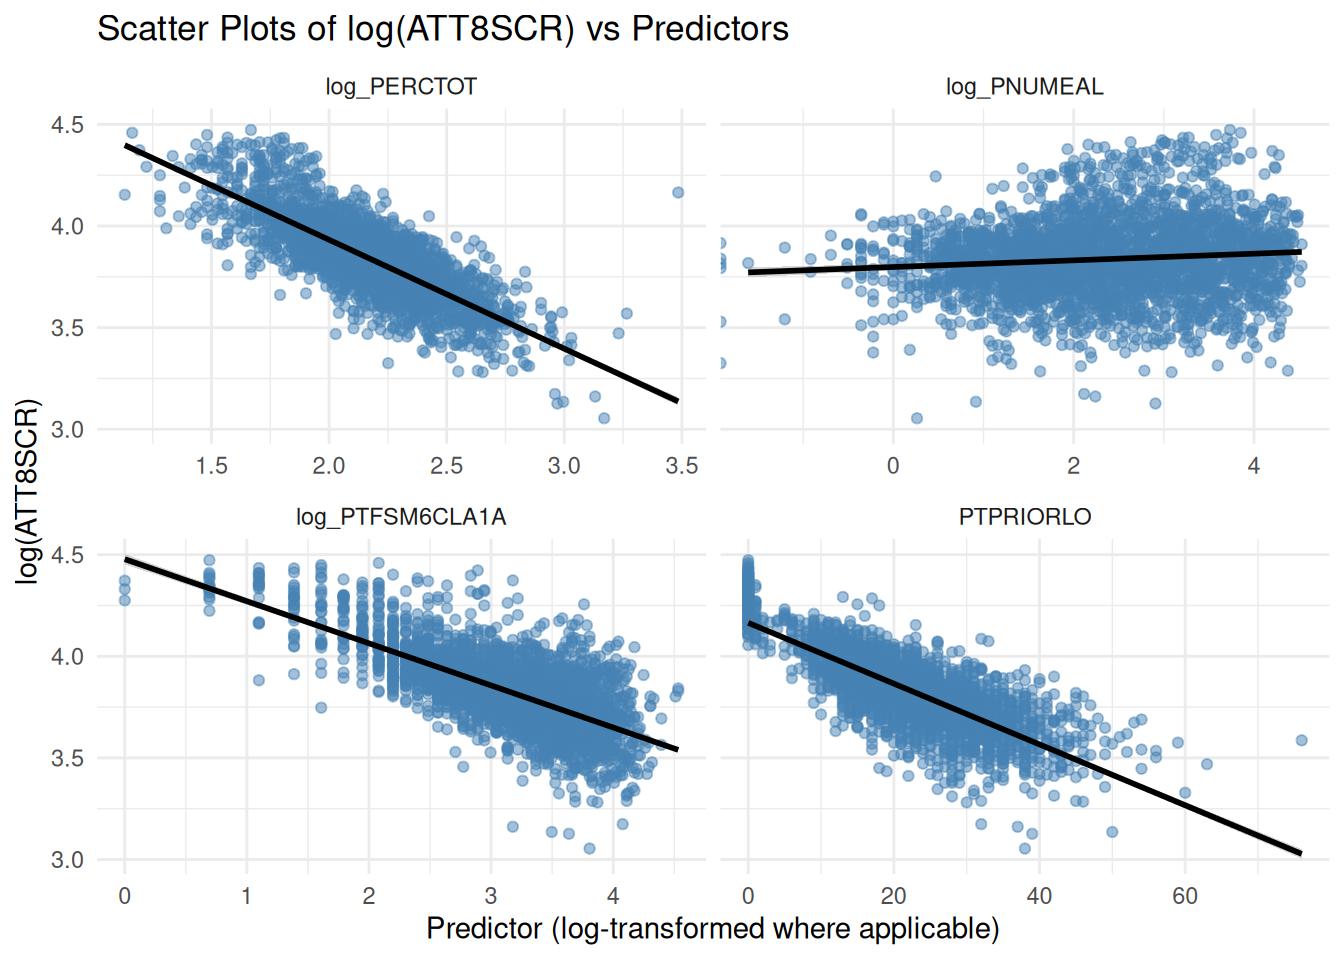 Scatter Plots of log(ATT8SCR) vs Predictors
log_PERCTOT
log_PNUMEAL
4.5
4.0
3.5
3.0
1.5 2.0 2.5 3.0 3.5
0 2 4
log(ATT8SCR)
log_PTFSM6CLA1A
PTPRIORLO
4.5
4.0
3.5
3.0
0 1 2 3 4
0 20 40 60
Predictor (log-transformed where applicable)